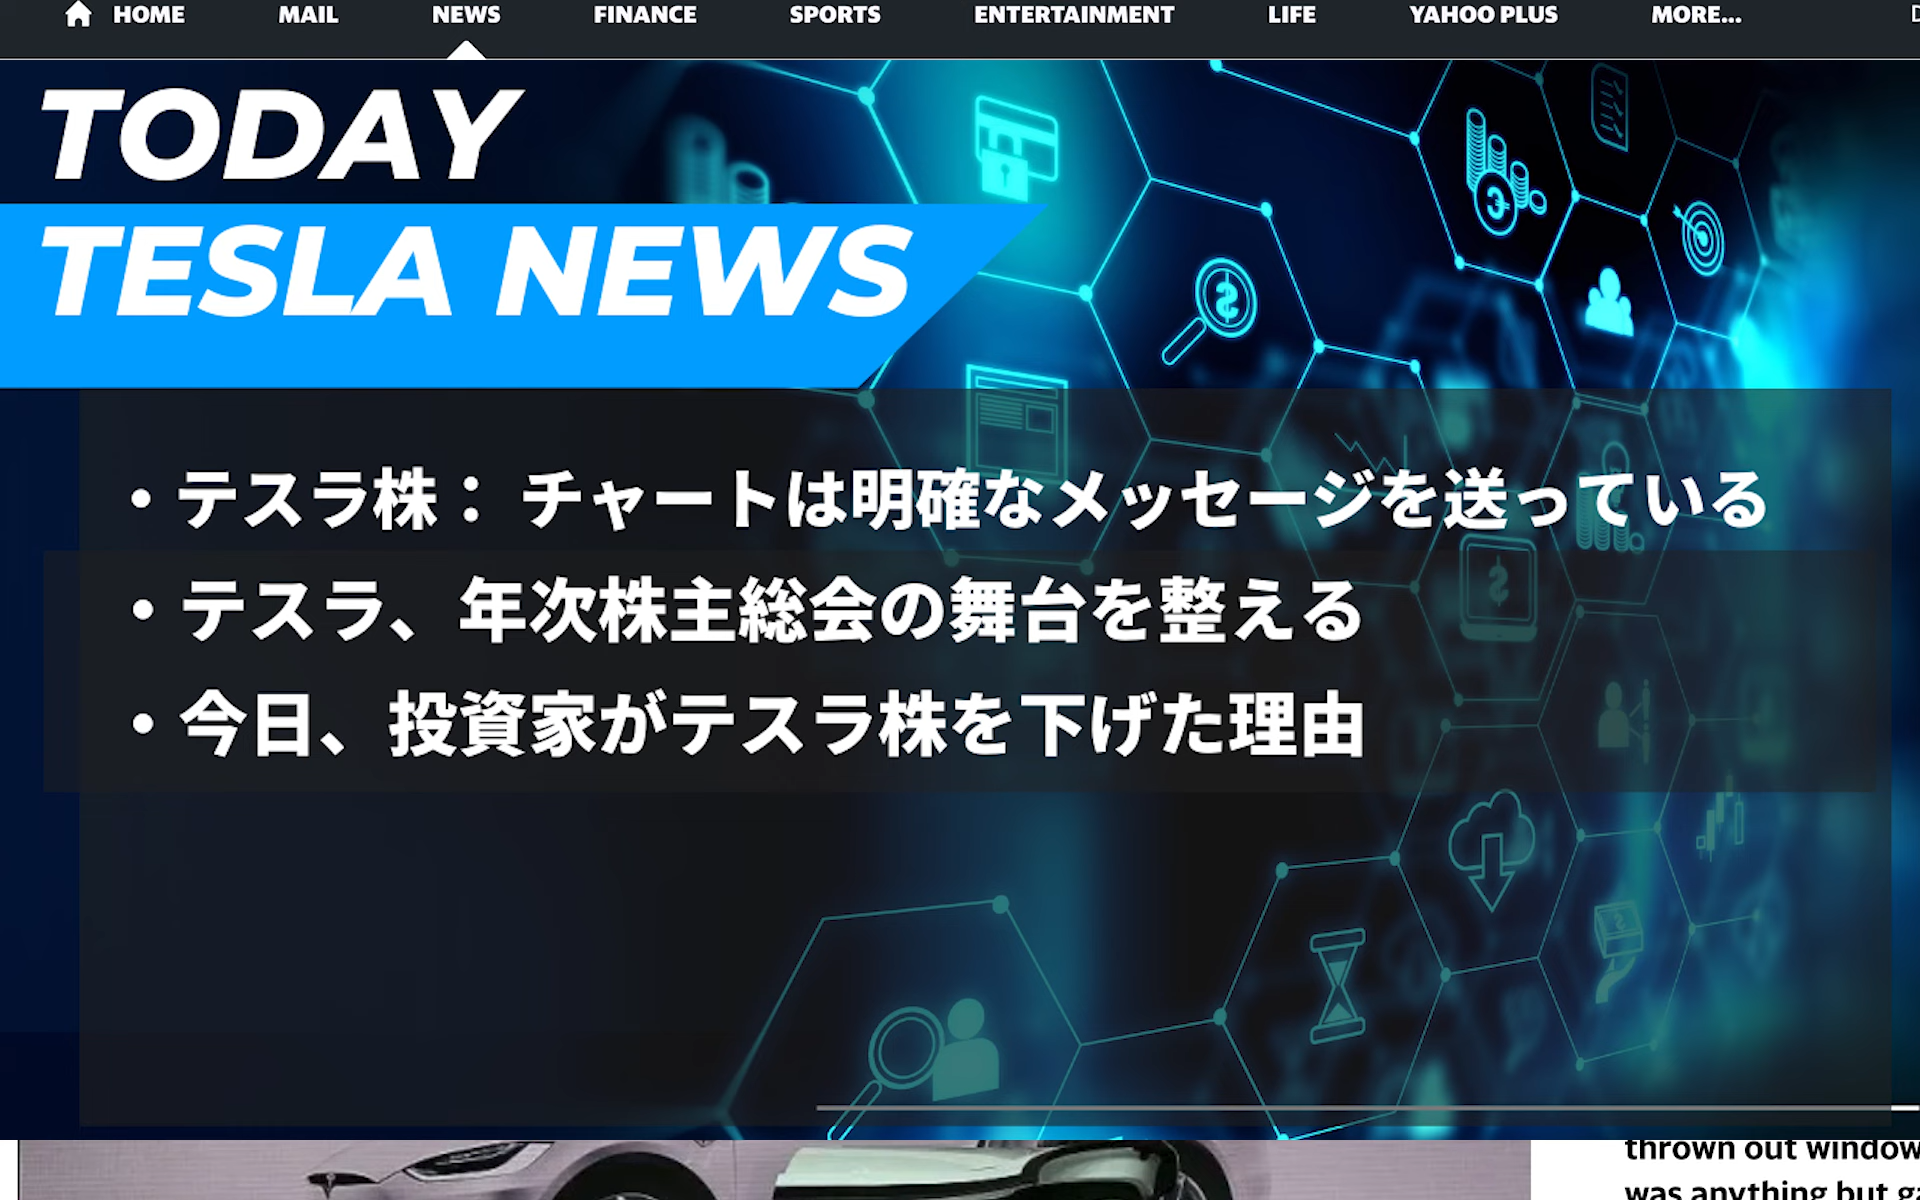 HOME MAIL NEWS FINANCE SPORTS ENTERTAINMENT LIFE YAHOO PLUS MORE...
TODAY
TESLA NEWS
・テスラ株： チャートは明確なメッセージを送っている
・テスラ、年次株主総会の舞台を整える
・今日、投資家がテスラ株を下げた理由
thrown out window
was anything but